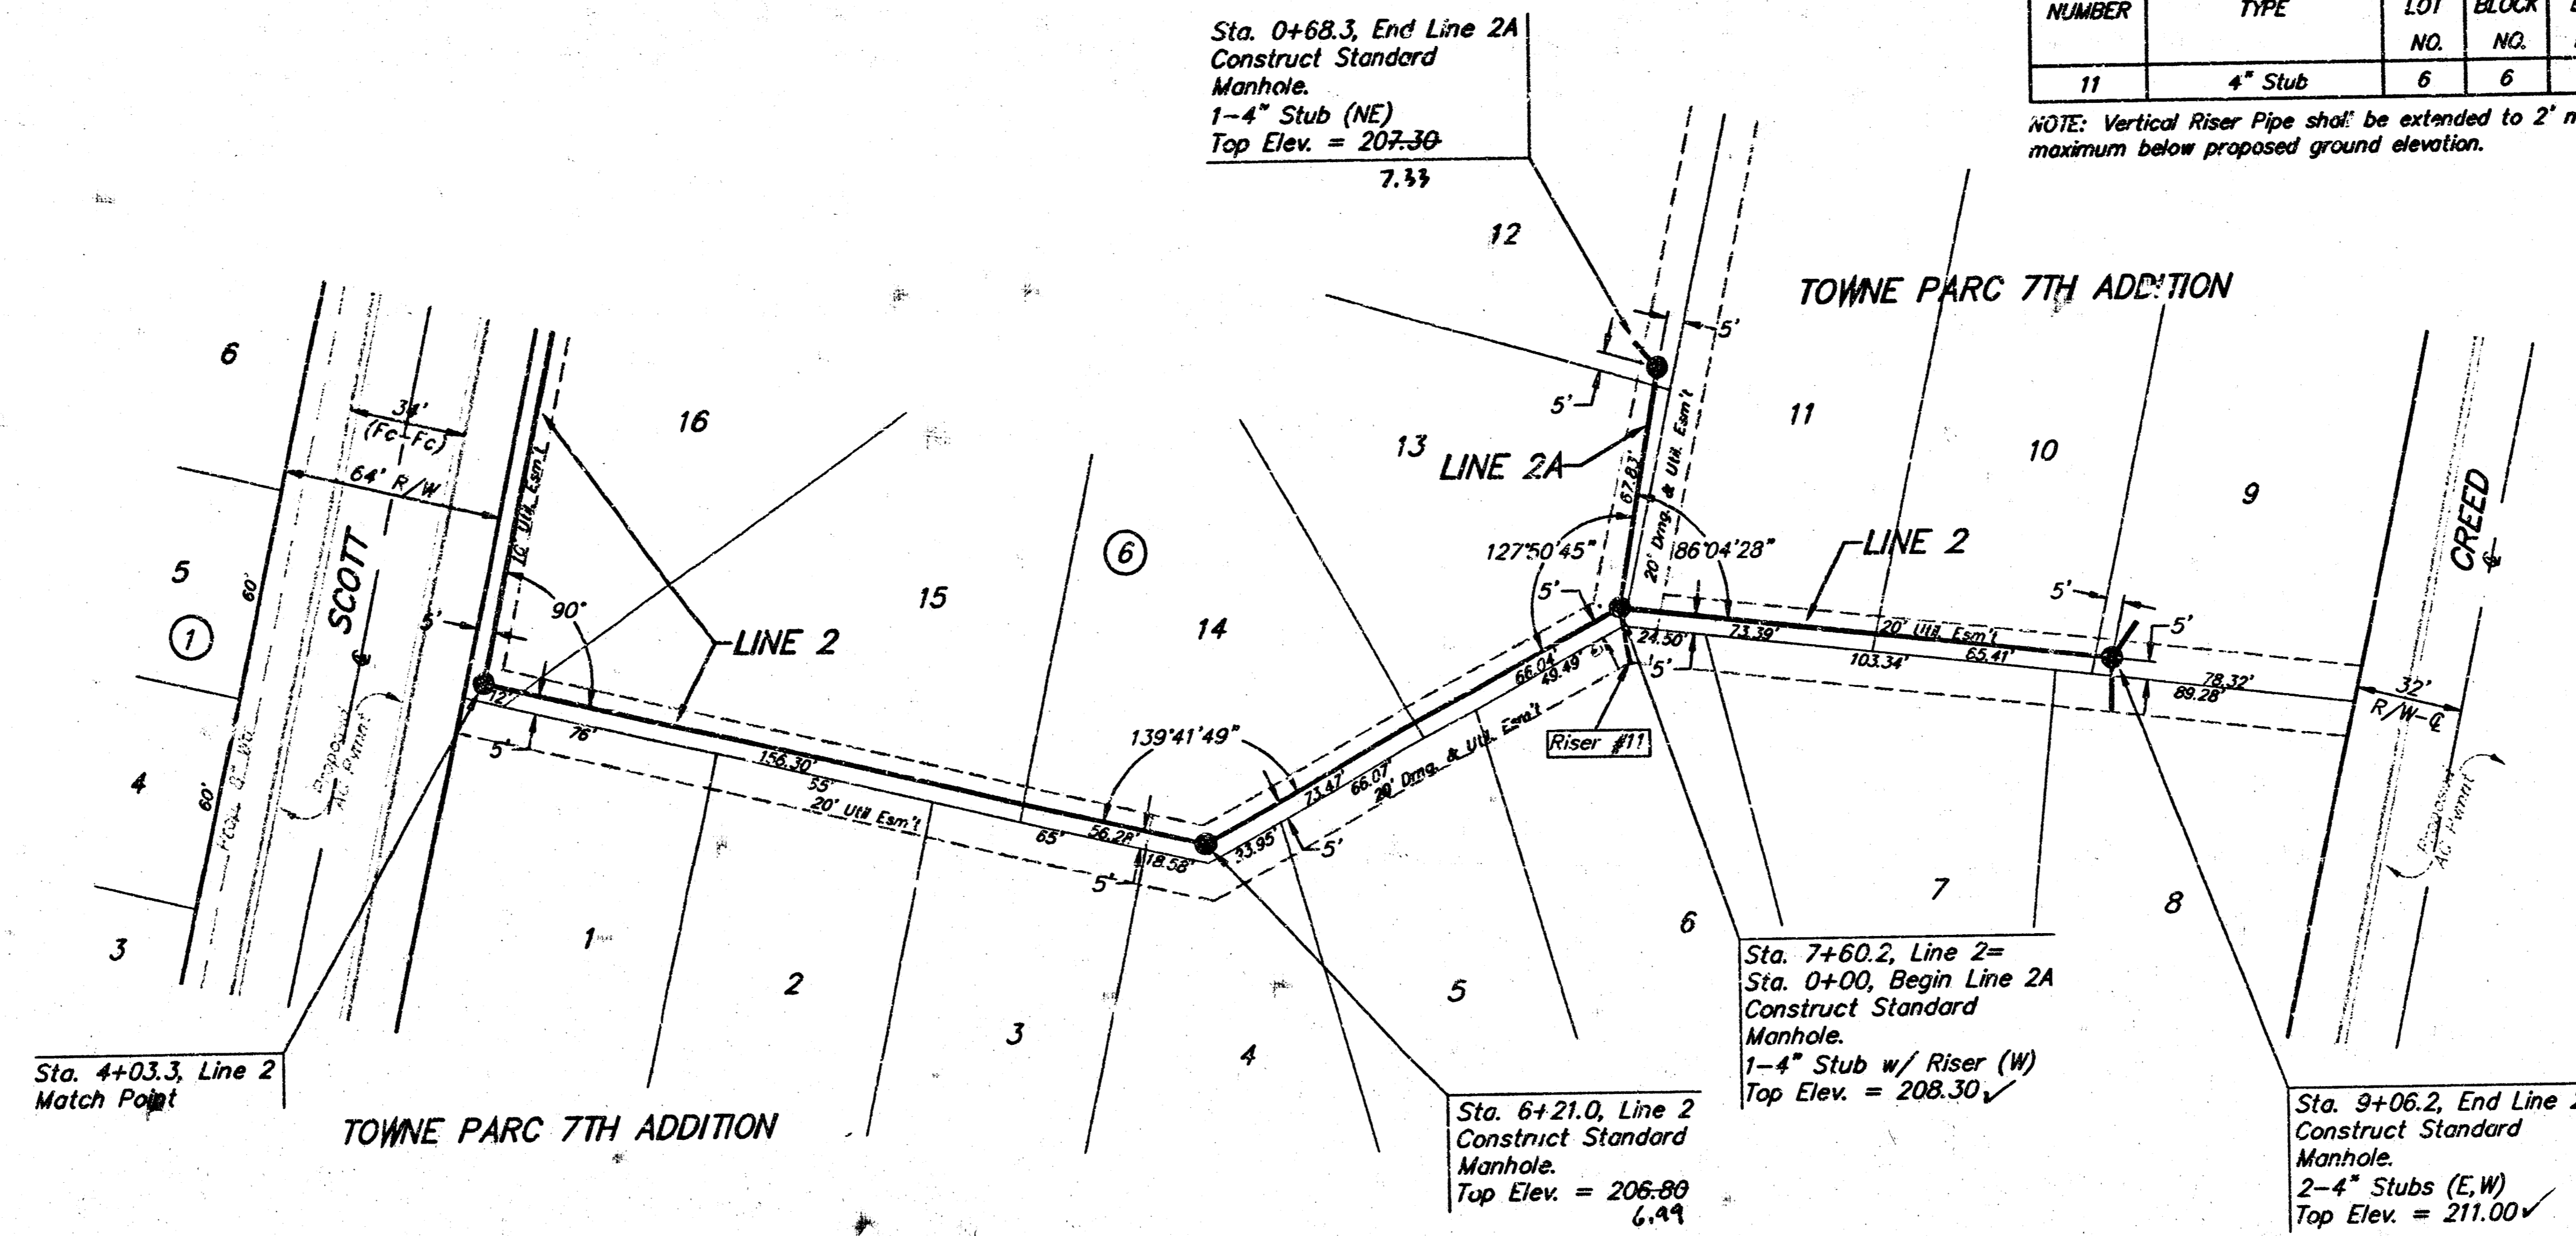 Sta. 0+68.3, End Line 2A
Construct Standard
Manhole.
1-4" Stub (NE)
Top Elev. = 207.30
7.33
NUMBER TYPE LOT NO. BLOCK NO.
11 4" Stub 6 6
NOTE: Vertical Riser Pipe shall be extended to 2'
maximum below proposed ground elevation.
12
TOWNE PARC 7TH ADDITION
6
34'
(Fc-Fc)
64' R/W
16
10' Util. Esm't
5'
5'
13
LINE 2A
67.83'
20' Drng. & Util. Esm't
11
10
9
CREED
℄
5
60'
1
SCOTT
℄
5'
90°
LINE 2
15
6
14
127°50'45"
86°04'28"
LINE 2
5'
5'
5'
12'
76'
156.30'
55'
20' Util Esm't
65'
56.28'
18.58'
5'
5'
139°41'49"
66.04'
49.49'
73.47'
66.07'
20' Drng. & Util. Esm't
33.95'
5'
24.50'
5'
73.39'
20' Util. Esm't
103.34'
65.41'
78.32'
89.28'
32'
R/W-℄
Riser #11
4
60'
Proposed
AC Pvmnt
Proposed
AC Pvmnt
3
1
2
3
4
5
6
7
8
Sta. 4+03.3, Line 2
Match Point
TOWNE PARC 7TH ADDITION
Sta. 6+21.0, Line 2
Construct Standard
Manhole.
Top Elev. = 206.80
6.99
Sta. 7+60.2, Line 2=
Sta. 0+00, Begin Line 2A
Construct Standard
Manhole.
1-4" Stub w/ Riser (W)
Top Elev. = 208.30 ✓
Sta. 9+06.2, End Line
Construct Standard
Manhole.
2-4" Stubs (E,W)
Top Elev. = 211.00 ✓